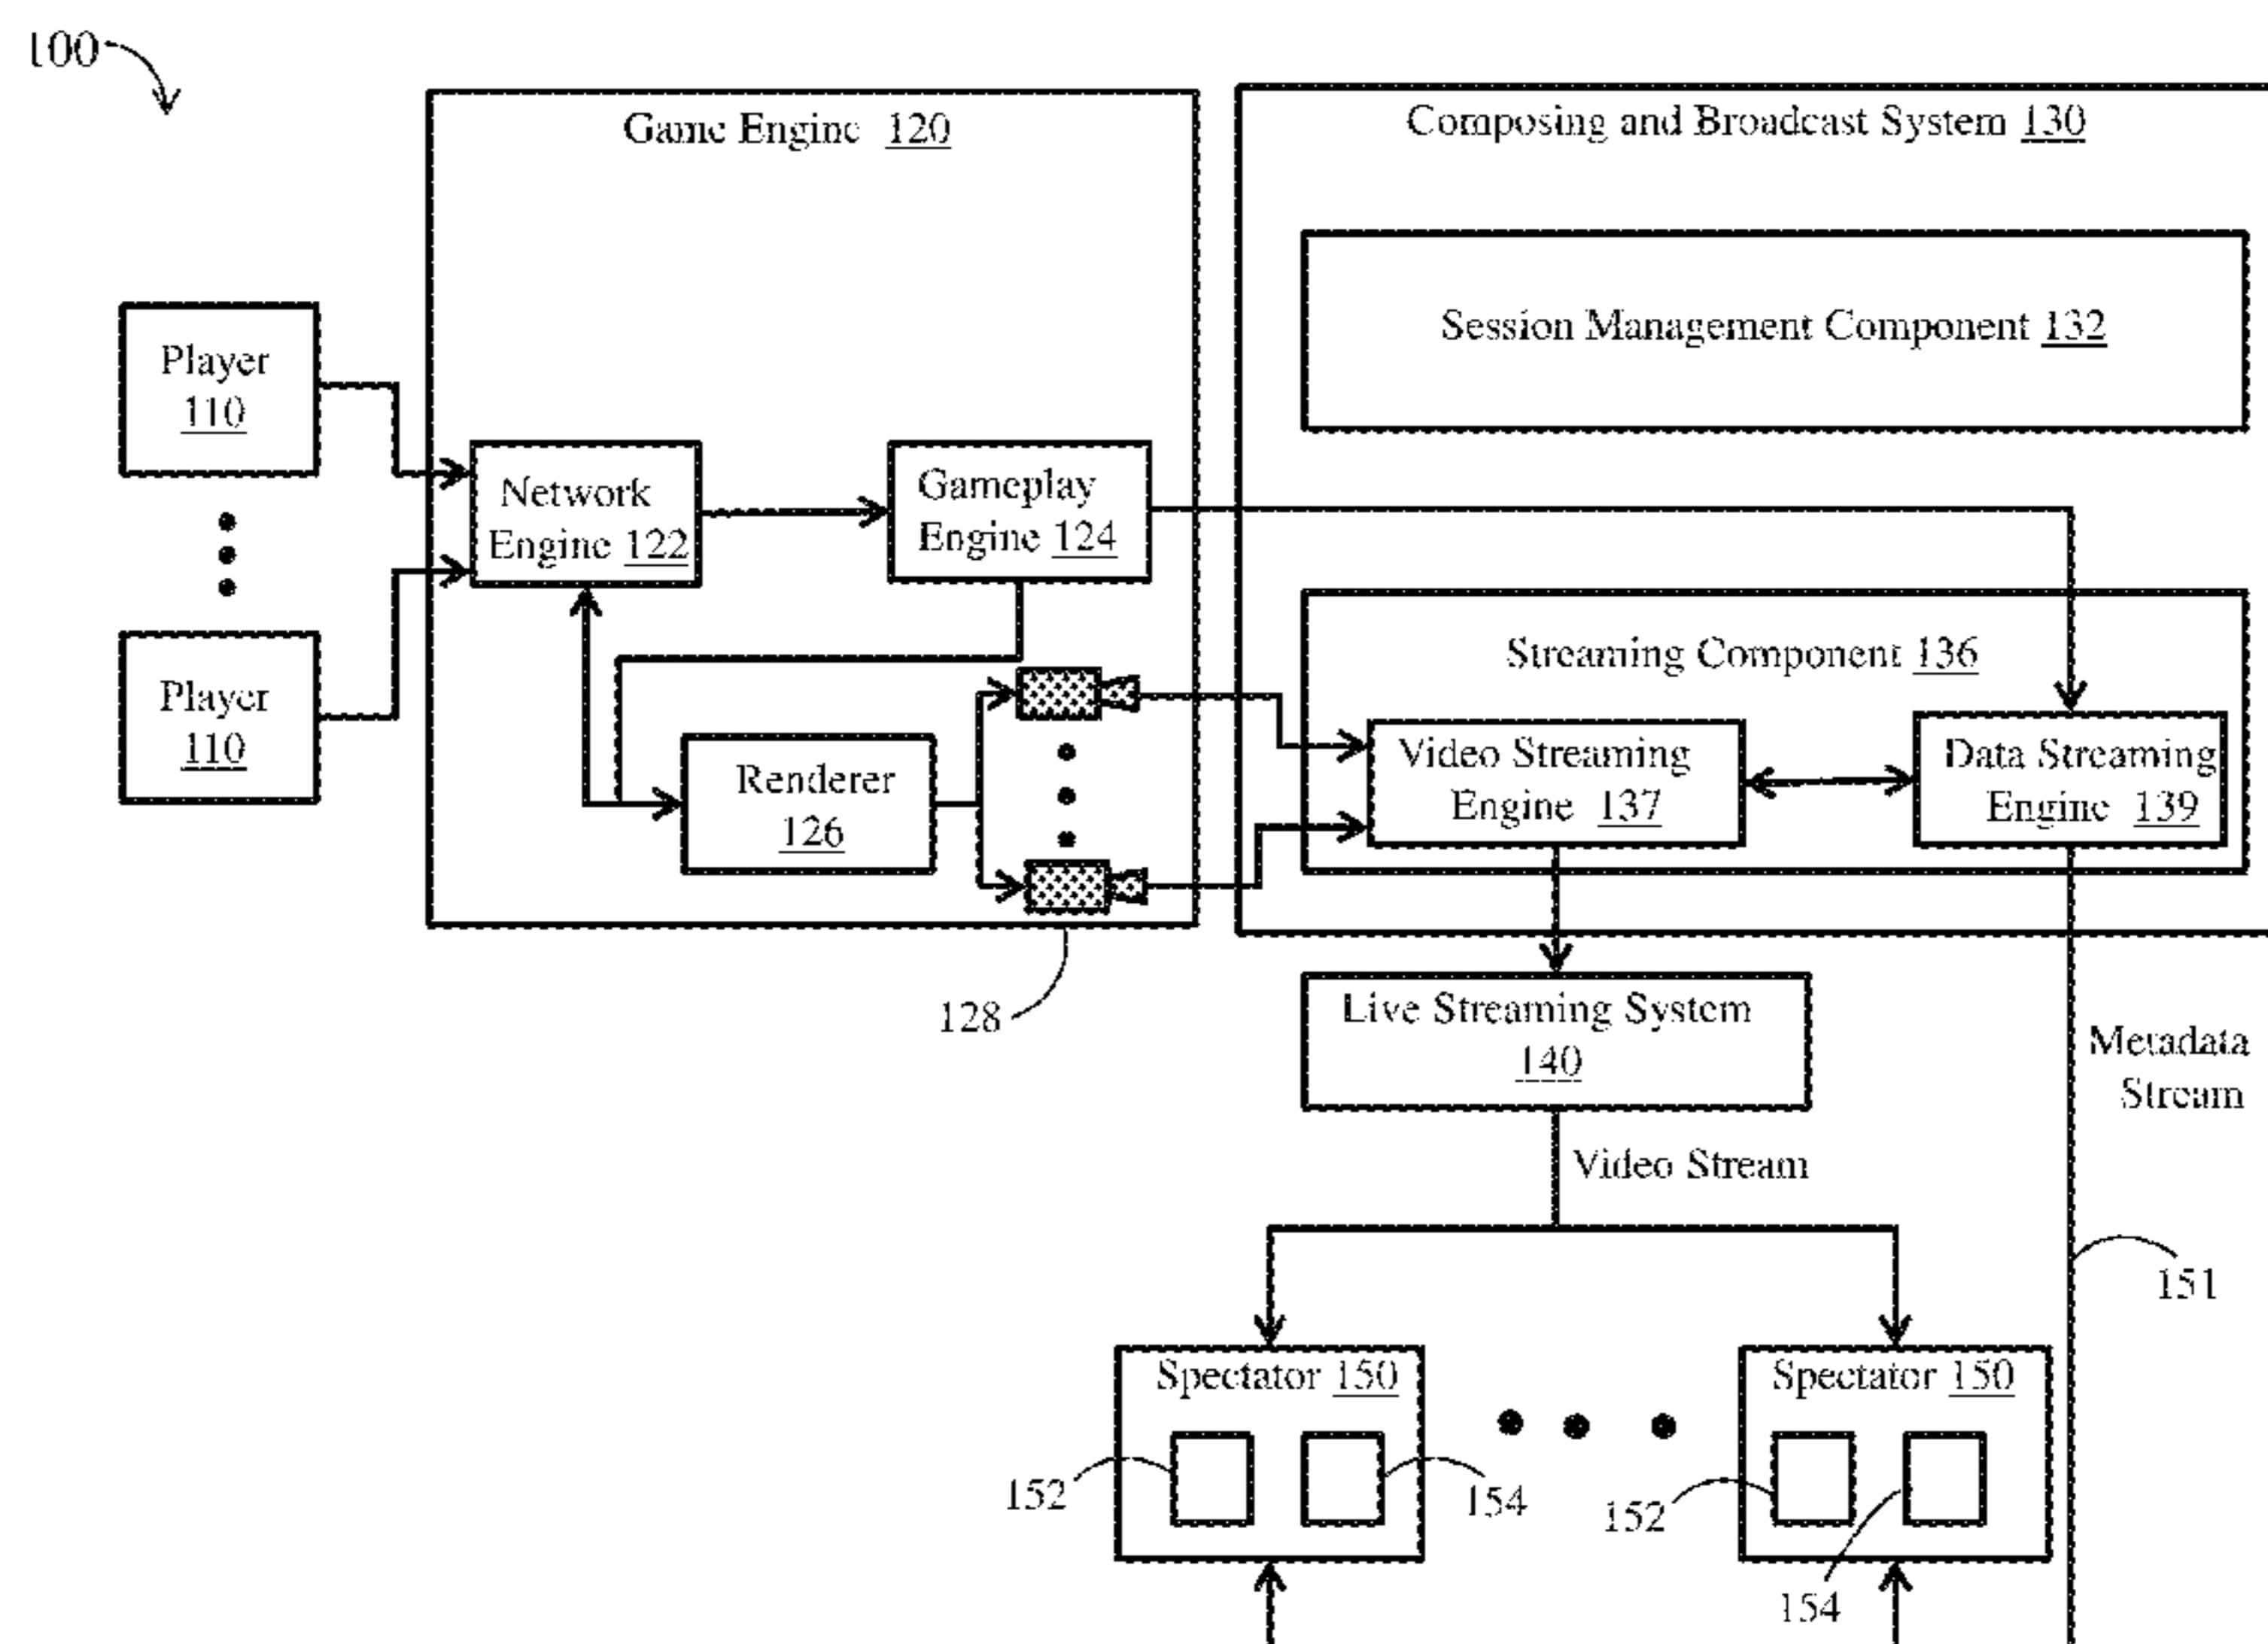 100
Game Engine 120
Composing and Broadcast System 130
Session Management Component 132
Player
110
Network
Engine 122
Gameplay
Engine 124
Player
110
Streaming Component 136
Renderer
126
Video Streaming
Engine 137
Data Streaming
Engine 139
128
Live Streaming System
140
Metadata
Stream
Video Stream
151
Spectator 150
Spectator 150
152
154
152
154